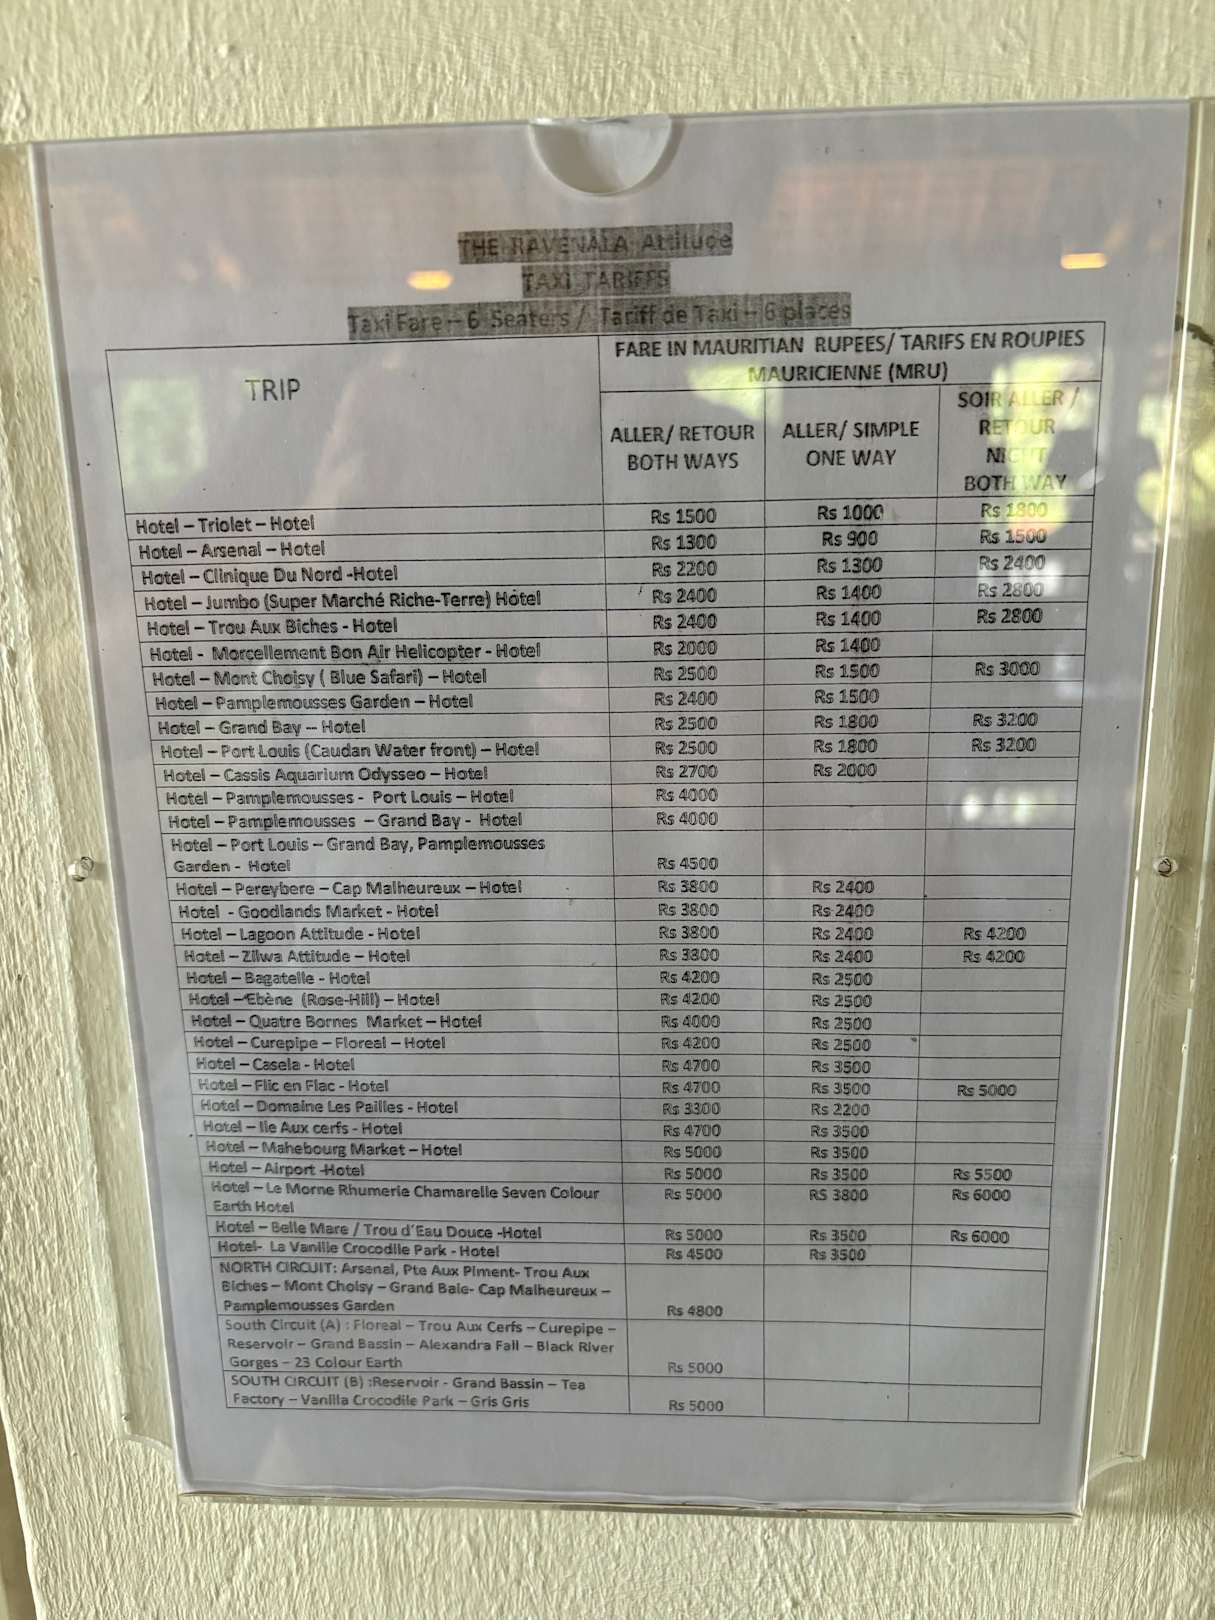 THE RAVENALA Attitude
TAXI TARIFFS
Taxi Fare – 6 Seaters / Tariff de Taxi – 6 places
TRIP
FARE IN MAURITIAN RUPEES/ TARIFS EN ROUPIES
MAURICIENNE (MRU)
ALLER/ RETOUR
BOTH WAYS
ALLER/ SIMPLE
ONE WAY
SOIR ALLER /
RETOUR
NIGHT
BOTH WAY
Hotel – Triolet – Hotel Rs 1500 Rs 1000 Rs 1800
Hotel – Arsenal – Hotel Rs 1300 Rs 900 Rs 1500
Hotel – Clinique Du Nord -Hotel Rs 2200 Rs 1300 Rs 2400
Hotel – Jumbo (Super Marché Riche-Terre) Hotel Rs 2400 Rs 1400 Rs 2800
Hotel – Trou Aux Biches - Hotel Rs 2400 Rs 1400 Rs 2800
Hotel - Morcellement Bon Air Helicopter - Hotel Rs 2000 Rs 1400
Hotel – Mont Choisy ( Blue Safari) – Hotel Rs 2500 Rs 1500 Rs 3000
Hotel – Pamplemousses Garden – Hotel Rs 2400 Rs 1500
Hotel – Grand Bay – Hotel Rs 2500 Rs 1800 Rs 3200
Hotel – Port Louis (Caudan Water front) – Hotel Rs 2500 Rs 1800 Rs 3200
Hotel – Cassis Aquarium Odysseo – Hotel Rs 2700 Rs 2000
Hotel – Pamplemousses - Port Louis – Hotel Rs 4000
Hotel – Pamplemousses – Grand Bay - Hotel Rs 4000
Hotel – Port Louis – Grand Bay, Pamplemousses
Garden - Hotel Rs 4500
Hotel – Pereybere – Cap Malheureux – Hotel Rs 3800 Rs 2400
Hotel - Goodlands Market - Hotel Rs 3800 Rs 2400
Hotel – Lagoon Attitude - Hotel Rs 3800 Rs 2400 Rs 4200
Hotel – Zilwa Attitude – Hotel Rs 3800 Rs 2400 Rs 4200
Hotel – Bagatelle - Hotel Rs 4200 Rs 2500
Hotel – Ebène (Rose-Hill) – Hotel Rs 4200 Rs 2500
Hotel – Quatre Bornes Market – Hotel Rs 4000 Rs 2500
Hotel – Curepipe – Floreal – Hotel Rs 4200 Rs 2500
Hotel – Casela - Hotel Rs 4700 Rs 3500
Hotel – Flic en Flac - Hotel Rs 4700 Rs 3500 Rs 5000
Hotel – Domaine Les Pailles - Hotel Rs 3300 Rs 2200
Hotel – Ile Aux cerfs - Hotel Rs 4700 Rs 3500
Hotel – Mahebourg Market – Hotel Rs 5000 Rs 3500
Hotel – Airport -Hotel Rs 5000 Rs 3500 Rs 5500
Hotel – Le Morne Rhumerie Chamarelle Seven Colour Rs 5000 RS 3800 Rs 6000
Earth Hotel
Hotel – Belle Mare / Trou d'Eau Douce -Hotel Rs 5000 Rs 3500 Rs 6000
Hotel- La Vanille Crocodile Park - Hotel Rs 4500 Rs 3500
NORTH CIRCUIT: Arsenal, Pte Aux Piment- Trou Aux
Biches – Mont Choisy – Grand Baie- Cap Malheureux –
Pamplemousses Garden Rs 4800
South Circuit (A) : Floreal – Trou Aux Cerfs – Curepipe –
Reservoir – Grand Bassin – Alexandra Fall – Black River
Gorges – 23 Colour Earth Rs 5000
SOUTH CIRCUIT (B) :Reservoir - Grand Bassin – Tea
Factory – Vanilla Crocodile Park – Gris Gris Rs 5000